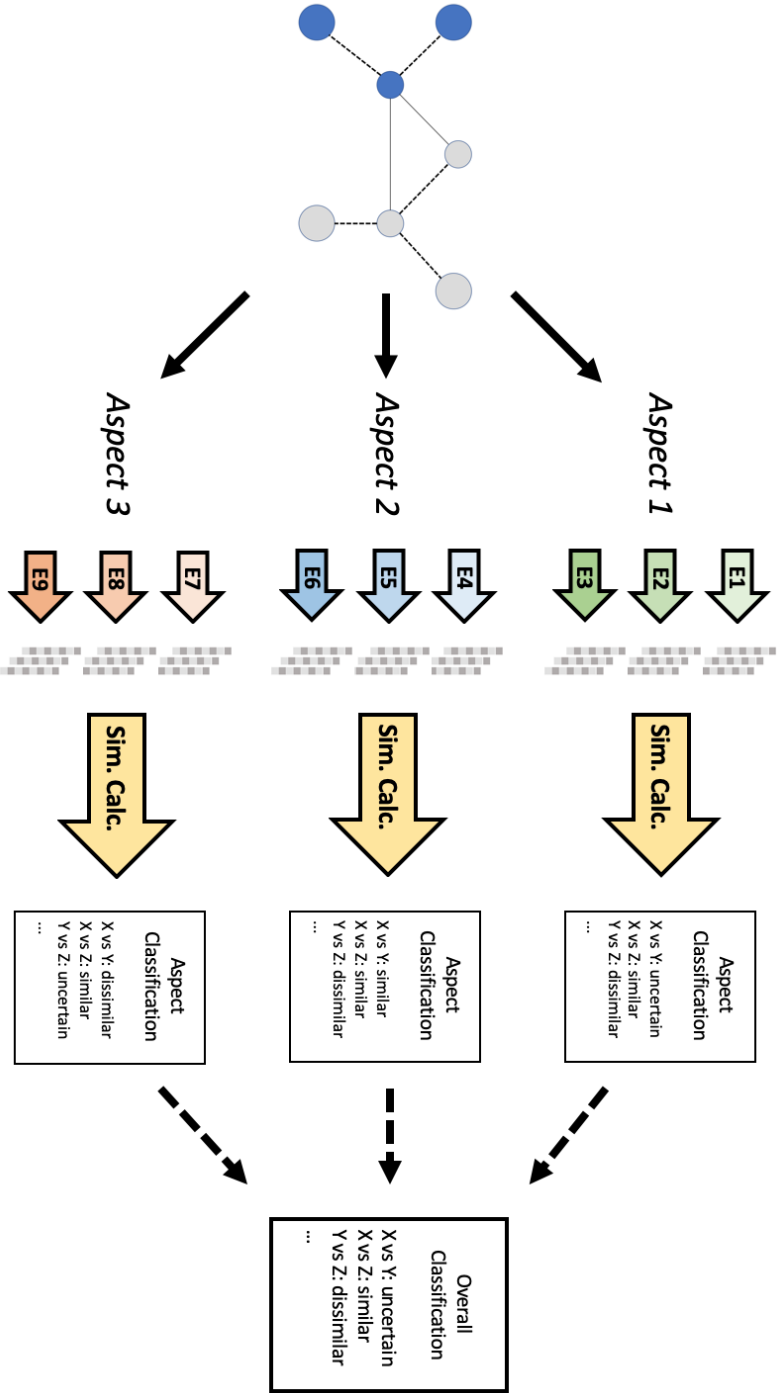 Aspect 1
Aspect 2
Aspect 3
E1
E2
E3
E4
E5
E6
E7
E8
E9
Sim. Calc.
Sim. Calc.
Sim. Calc.
Aspect
Classification
X vs Y: uncertain
X vs Z: similar
Y vs Z: dissimilar
...
Aspect
Classification
X vs Y: similar
X vs Z: similar
Y vs Z: dissimilar
...
Aspect
Classification
X vs Y: dissimilar
X vs Z: similar
Y vs Z: uncertain
...
Overall
Classification
X vs Y: uncertain
X vs Z: similar
Y vs Z: dissimilar
...